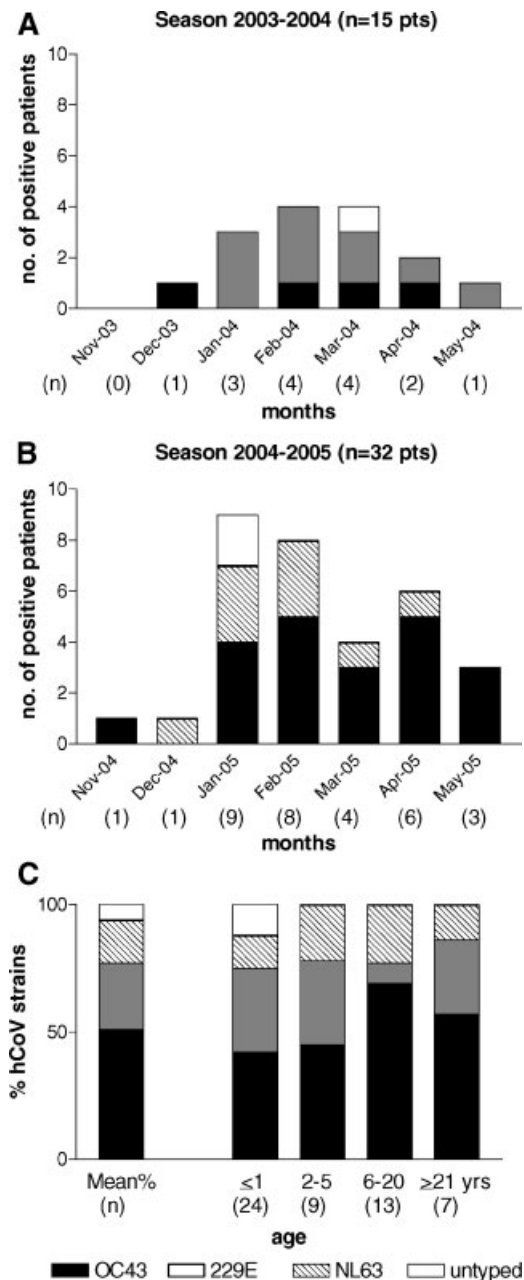 A
Season 2003-2004 (n=15 pts)
no. of positive patients
10
8
6
4
2
0
Nov-03 Dec-03 Jan-04 Feb-04 Mar-04 Apr-04 May-04
(n) (0) (1) (3) (4) (4) (2) (1)
months
B
Season 2004-2005 (n=32 pts)
no. of positive patients
10
8
6
4
2
0
Nov-04 Dec-04 Jan-05 Feb-05 Mar-05 Apr-05 May-05
(n) (1) (1) (9) (8) (4) (6) (3)
months
C
% hCoV strains
100
50
0
Mean% ≤1 2-5 6-20 ≥21 yrs
(n) (24) (9) (13) (7)
age
OC43 229E NL63 untyped